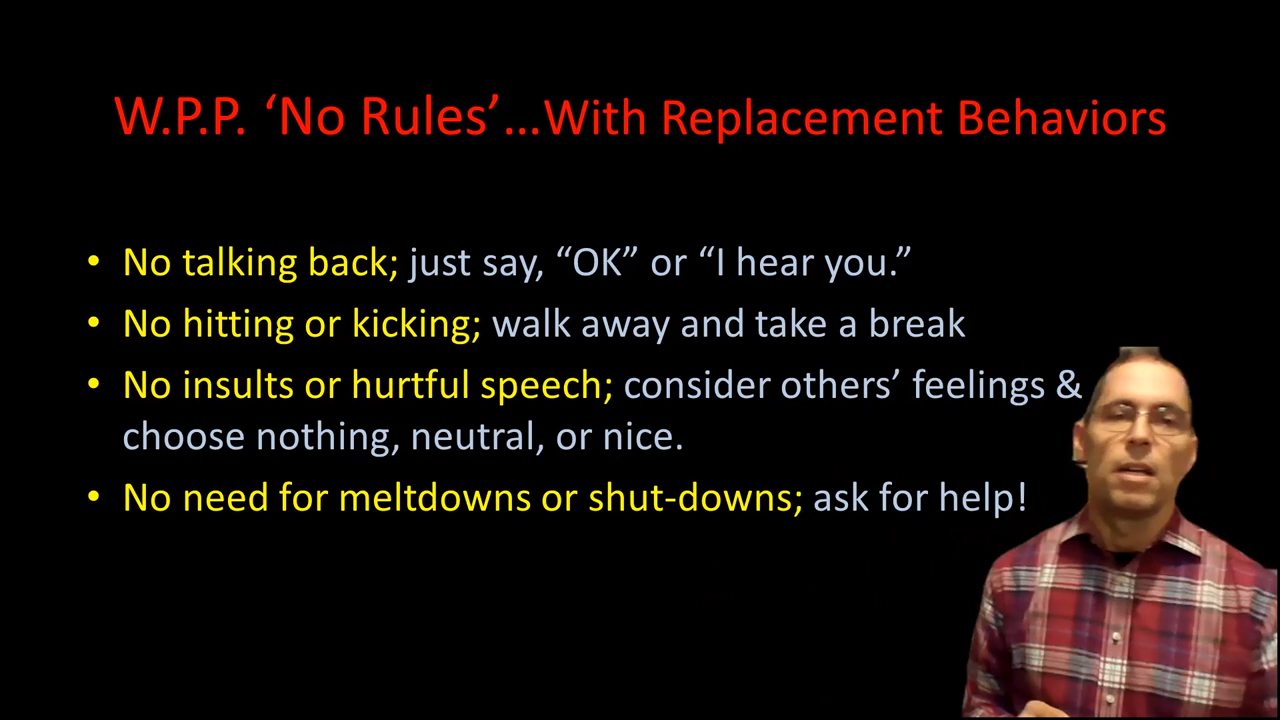 W.P.P. ‘No Rules’…With Replacement Behaviors
• No talking back; just say, “OK” or “I hear you.”
• No hitting or kicking; walk away and take a break
• No insults or hurtful speech; consider others’ feelings &
choose nothing, neutral, or nice.
• No need for meltdowns or shut-downs; ask for help!